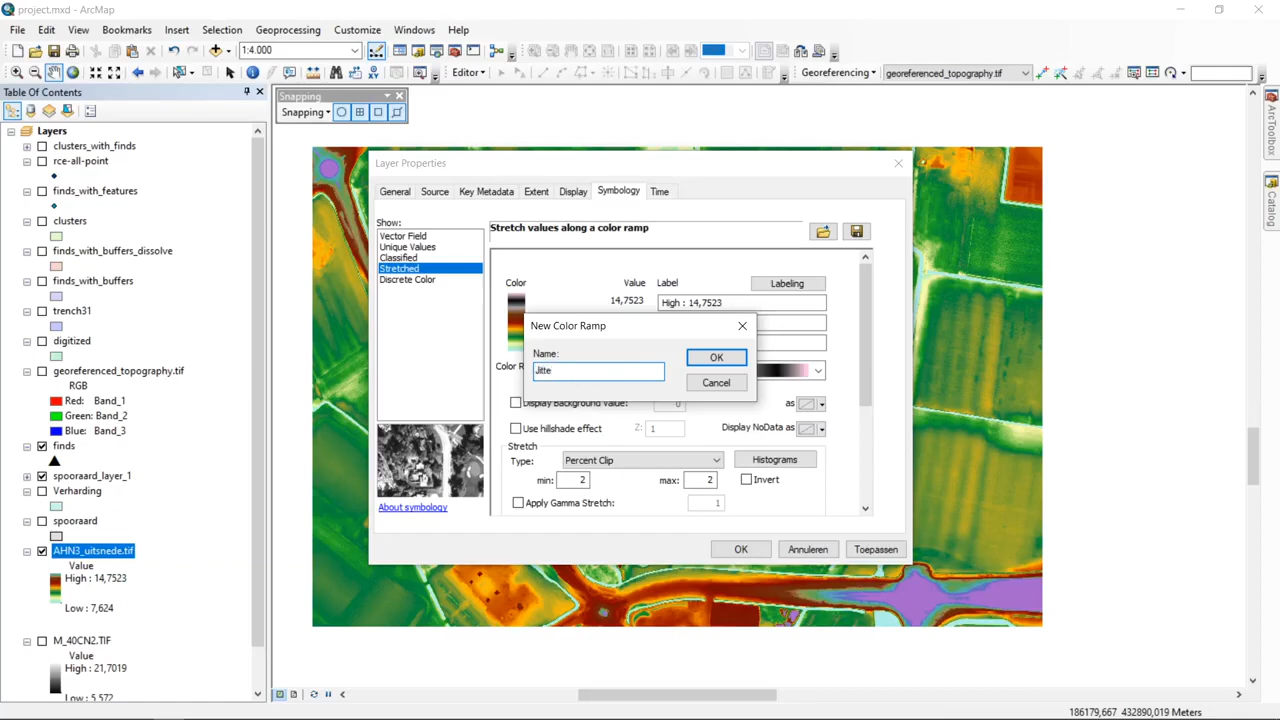 project.mxd - ArcMap
File Edit View Bookmarks Insert Selection Geoprocessing Customize Windows Help
1:4.000
Editor
Georeferencing georeferenced_topography.tif
Table Of Contents
Snapping
Snapping
Layers
clusters_with_finds
rce-all-point
finds_with_features
clusters
finds_with_buffers_dissolve
finds_with_buffers
trench31
digitized
georeferenced_topography.tif
RGB
Red: Band_1
Green: Band_2
Blue: Band_3
finds
spooraard_layer_1
Verharding
spooraard
AHN3_uitsnede.tif
Value
High : 14,7523
Low : 7,624
M_40CN2.TIF
Value
High : 21,7019
Low : 5,572
Layer Properties
General Source Key Metadata Extent Display Symbology Time
Show:
Vector Field
Unique Values
Classified
Stretched
Discrete Color
About symbology
Stretch values along a color ramp
Color Value Label Labeling
14,7523 High : 14,7523
Color R
New Color Ramp
Name:
Jitte
OK
Cancel
Display Background Value: 0 as
Use hillshade effect Z: 1 Display NoData as
Stretch
Type: Percent Clip Histograms
min: 2 max: 2 Invert
Apply Gamma Stretch: 1
OK Annuleren Toepassen
ArcToolbox
Catalog
186179,667 432890,019 Meters